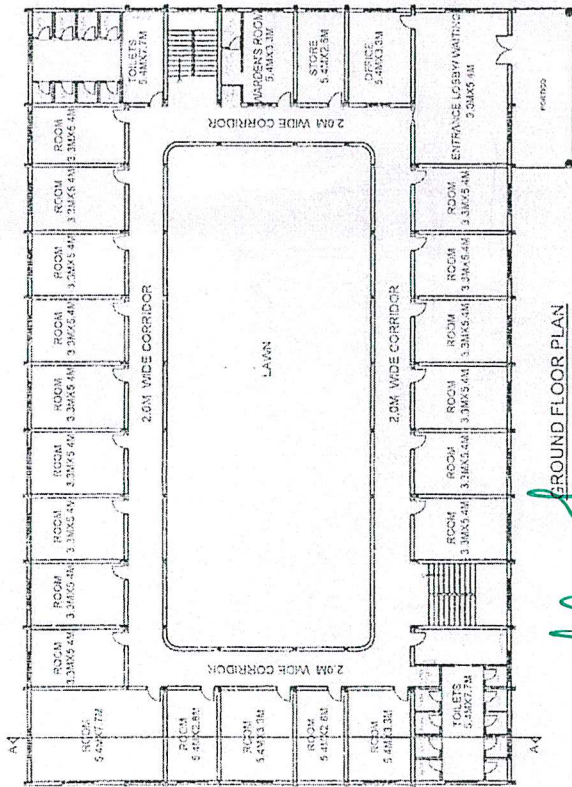 TOILETS
5.4MX7.7M
WARDEN'S ROOM
5.4MX3.3M
STORE
5.4MX2.6M
OFFICE
5.4MX3.3M
ENTRANCE LOBBY/WAITING
3.3MX5.4M
PORTICO
2.0M WIDE CORRIDOR
ROOM
3.3MX5.4M
ROOM
3.3MX5.4M
ROOM
3.3MX5.4M
ROOM
3.3MX5.4M
ROOM
3.3MX5.4M
ROOM
3.3MX5.4M
ROOM
3.3MX5.4M
ROOM
3.3MX5.4M
ROOM
3.3MX5.4M
2.0M WIDE CORRIDOR
LAWN
2.0M WIDE CORRIDOR
ROOM
3.3MX5.4M
ROOM
3.3MX5.4M
ROOM
3.3MX5.4M
ROOM
3.3MX5.4M
ROOM
3.3MX5.4M
ROOM
3.3MX5.4M
2.0M WIDE CORRIDOR
A
ROOM
5.4MX7.7M
ROOM
5.4MX2.8M
ROOM
5.4MX3.3M
ROOM
5.4MX2.6M
ROOM
5.4MX3.3M
TOILETS
5.4MX7.7M
A
GROUND FLOOR PLAN